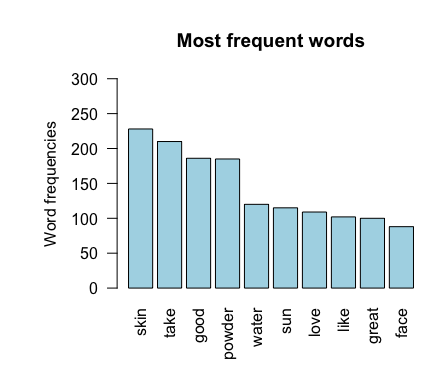 Most frequent words
Word frequencies
300
250
200
150
100
50
0
skin
take
good
powder
water
sun
love
like
great
face